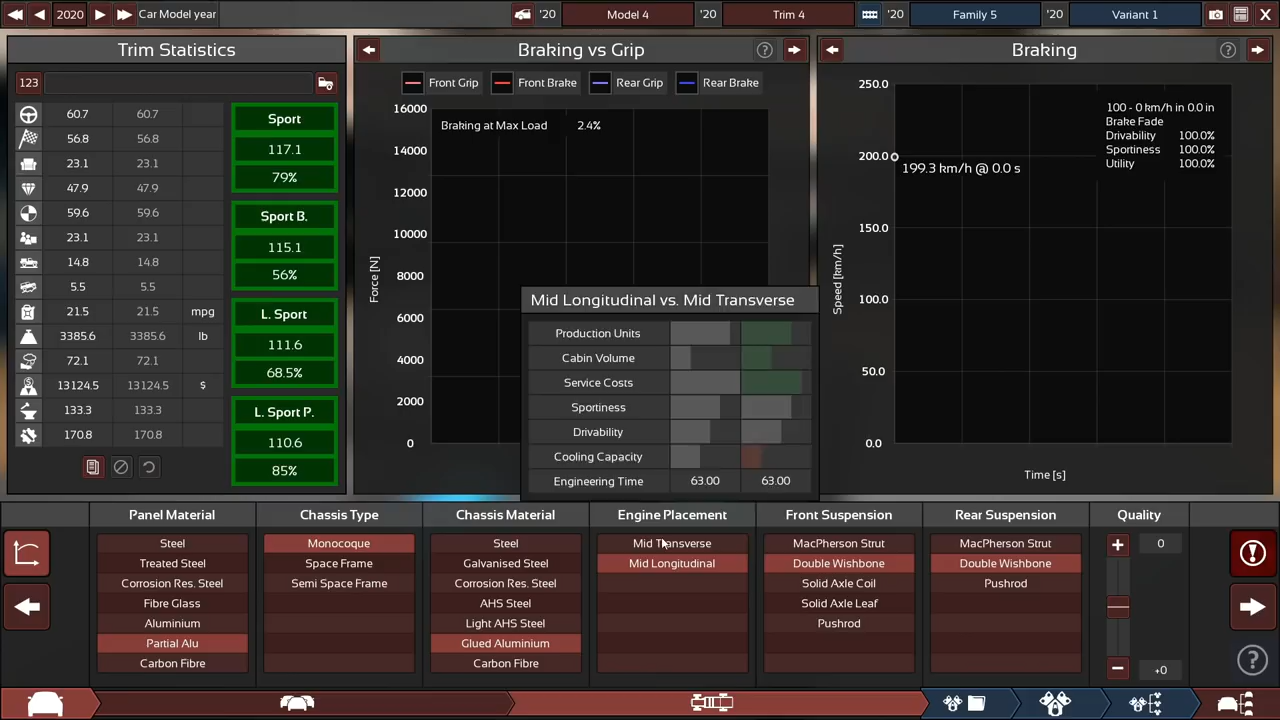 2020 Car Model year '20 Model 4 '20 Trim 4 '20 Family 5 '20 Variant 1
Trim Statistics
123
60.7 60.7
56.8 56.8
23.1 23.1
47.9 47.9
59.6 59.6
23.1 23.1
14.8 14.8
5.5 5.5
21.5 21.5 mpg
3385.6 3385.6 lb
72.1 72.1
13124.5 13124.5 $
133.3 133.3
170.8 170.8
Sport
117.1
79%
Sport B.
115.1
56%
L. Sport
111.6
68.5%
L. Sport P.
110.6
85%
Braking vs Grip
Front Grip Front Brake Rear Grip Rear Brake
Braking at Max Load 2.4%
16000
14000
12000
10000
8000
6000
4000
2000
0
Force [N]
Braking
250.0
200.0
150.0
100.0
50.0
0.0
Speed [km/h]
Time [s]
199.3 km/h @ 0.0 s
100 - 0 km/h in 0.0 in
Brake Fade
Drivability 100.0%
Sportiness 100.0%
Utility 100.0%
Mid Longitudinal vs. Mid Transverse
Production Units
Cabin Volume
Service Costs
Sportiness
Drivability
Cooling Capacity
Engineering Time 63.00 63.00
Panel Material
Steel
Treated Steel
Corrosion Res. Steel
Fibre Glass
Aluminium
Partial Alu
Carbon Fibre
Chassis Type
Monocoque
Space Frame
Semi Space Frame
Chassis Material
Steel
Galvanised Steel
Corrosion Res. Steel
AHS Steel
Light AHS Steel
Glued Aluminium
Carbon Fibre
Engine Placement
Mid Transverse
Mid Longitudinal
Front Suspension
MacPherson Strut
Double Wishbone
Solid Axle Coil
Solid Axle Leaf
Pushrod
Rear Suspension
MacPherson Strut
Double Wishbone
Pushrod
Quality
0
+0